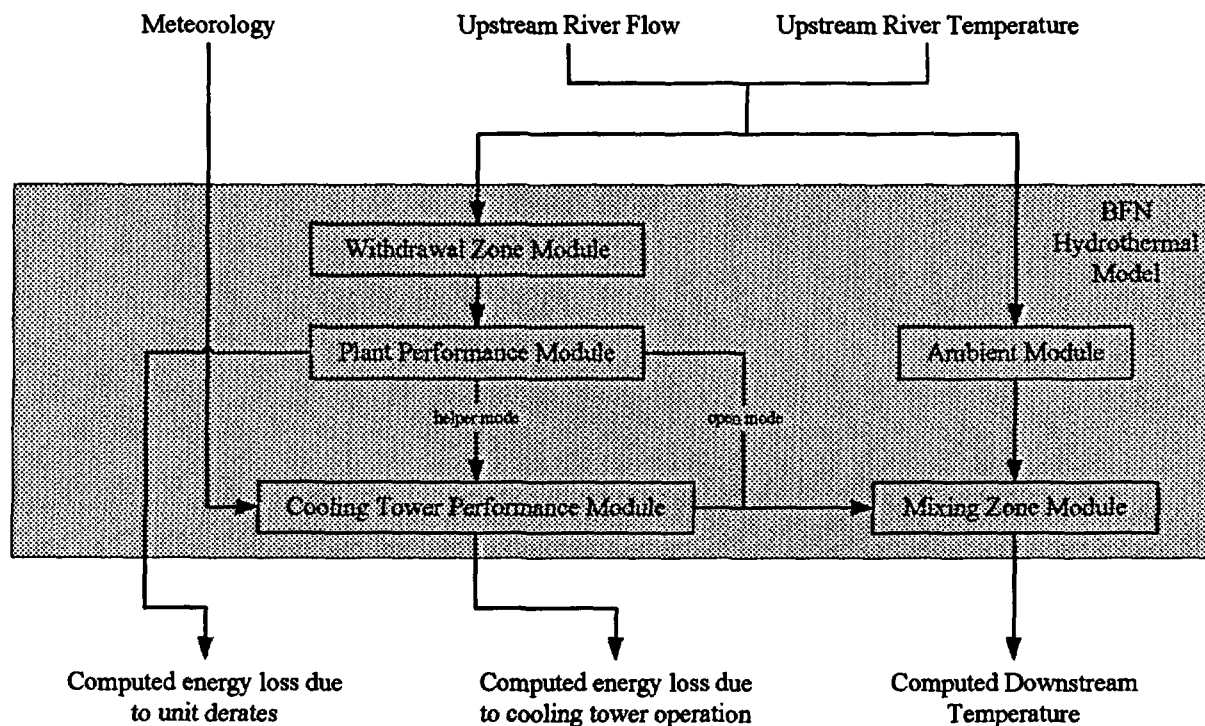 Meteorology
Upstream River Flow
Upstream River Temperature
BFN
Hydrothermal
Model
Withdrawal Zone Module
Plant Performance Module
Ambient Module
helper mode
open mode
Cooling Tower Performance Module
Mixing Zone Module
Computed energy loss due
to unit derates
Computed energy loss due
to cooling tower operation
Computed Downstream
Temperature